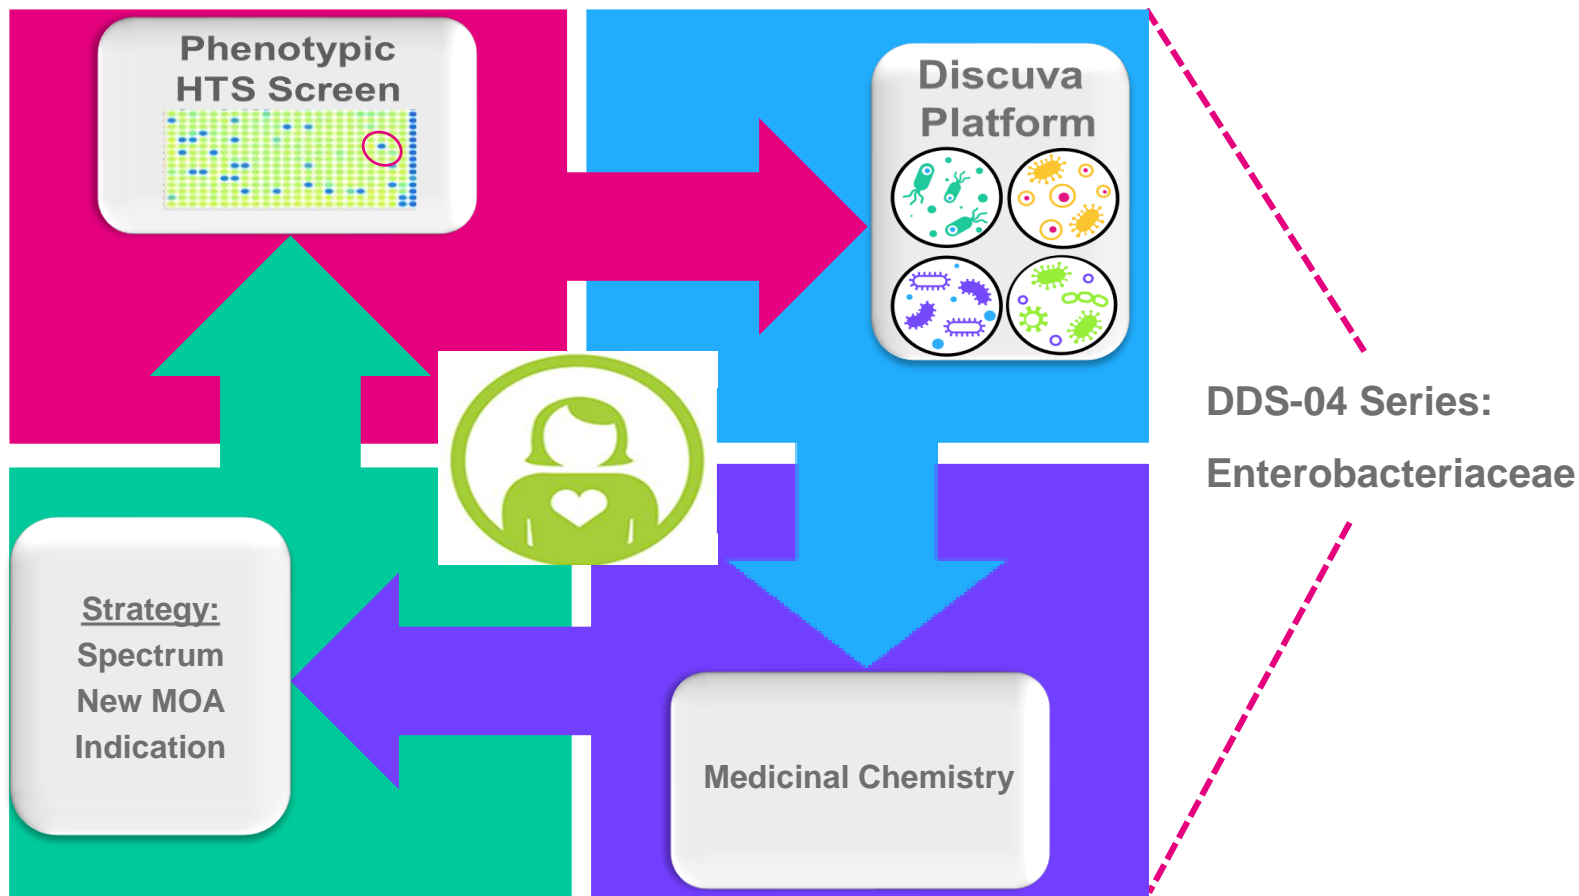 Phenotypic
HTS Screen
Discuva
Platform
DDS-04 Series:
Enterobacteriaceae
Strategy:
Spectrum
New MOA
Indication
Medicinal Chemistry